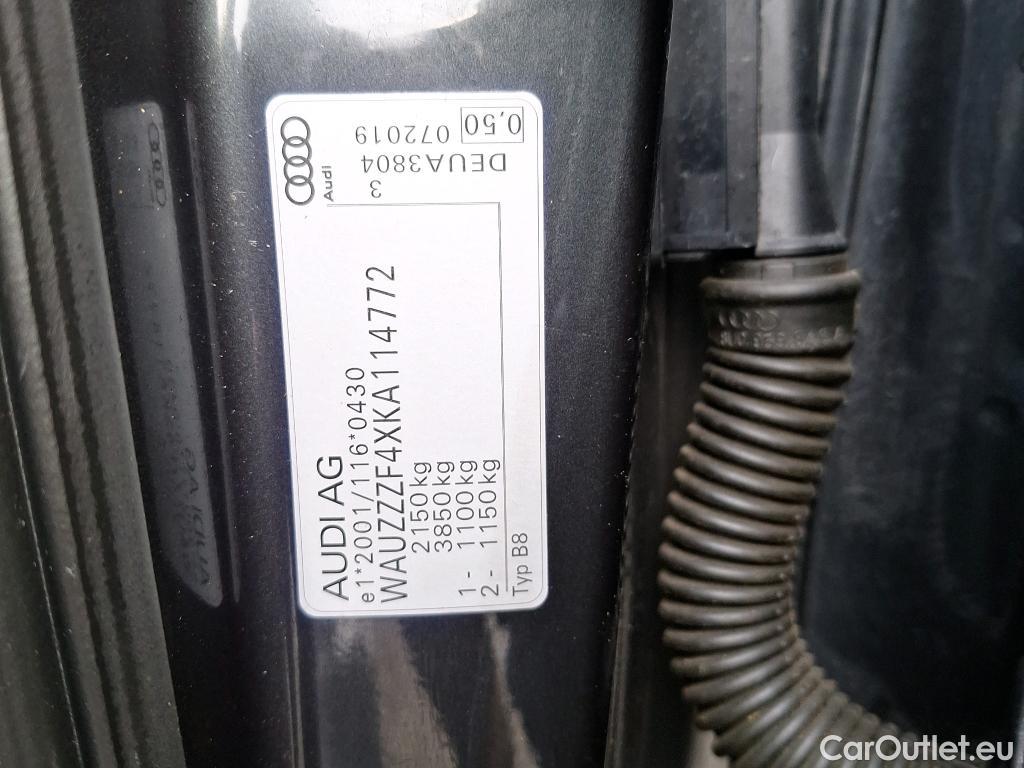 AUDI AG
e1*2001/116*0430
WAUZZZF4XKA114772
2150 kg
3850 kg
1 - 1100 kg
2 - 1150 kg
Typ B8
Audi
3
DEUA3804
072019
0,50
CarOutlet.eu